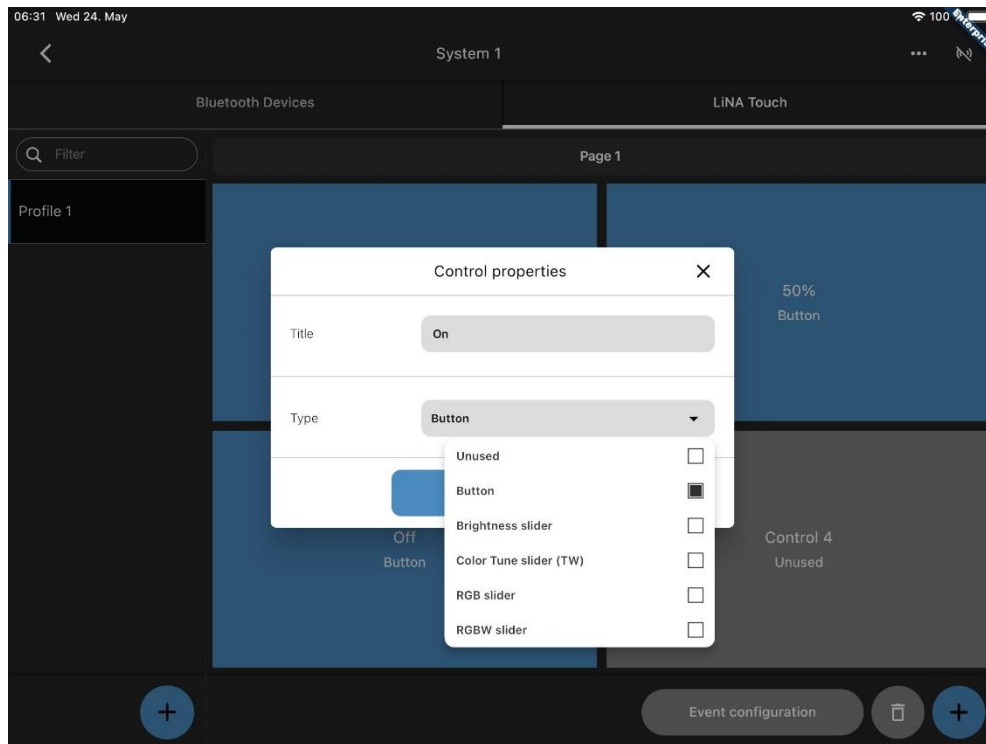 06:31 Wed 24. May
100
Enterpri
System 1
Bluetooth Devices
LiNA Touch
Filter
Page 1
Profile 1
Control properties
50%
Button
Title
On
Type
Button
Unused
Button
Brightness slider
Color Tune slider (TW)
RGB slider
RGBW slider
Off
Button
Control 4
Unused
Event configuration